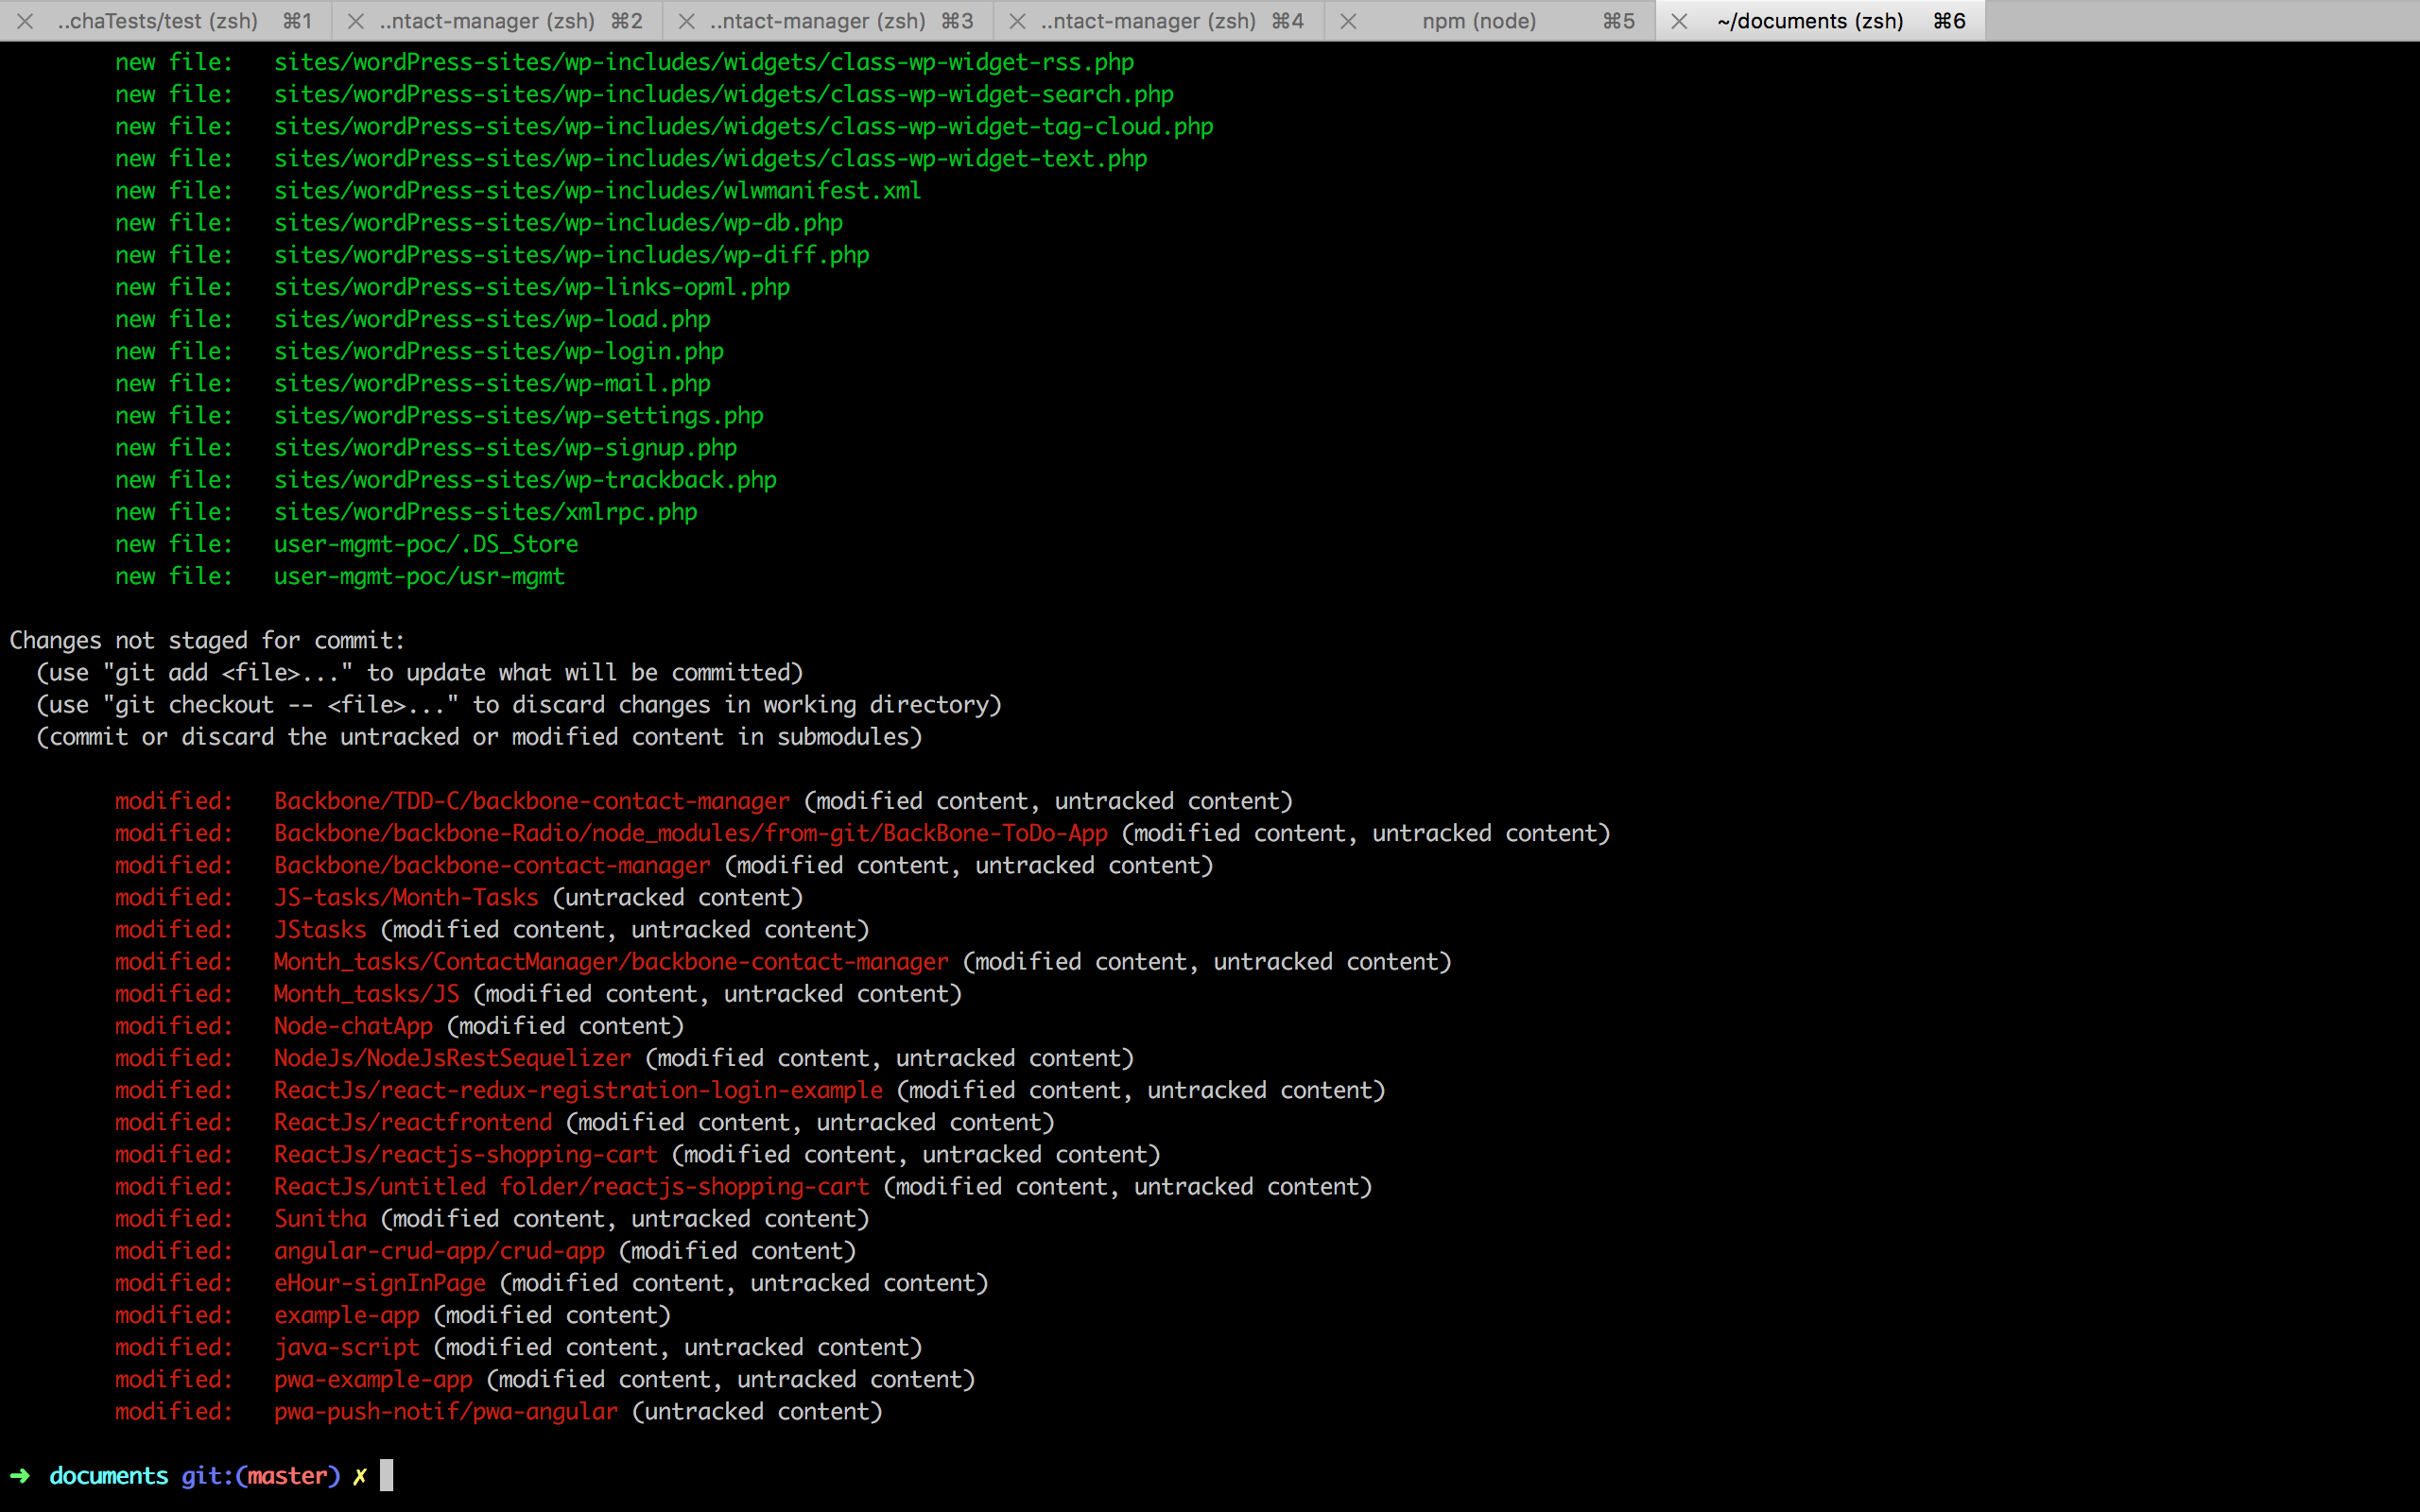 ..chaTests/test (zsh) ⌘1 ..ntact-manager (zsh) ⌘2 ..ntact-manager (zsh) ⌘3 ..ntact-manager (zsh) ⌘4 npm (node) ⌘5 ~/documents (zsh) ⌘6
new file: sites/wordPress-sites/wp-includes/widgets/class-wp-widget-rss.php
new file: sites/wordPress-sites/wp-includes/widgets/class-wp-widget-search.php
new file: sites/wordPress-sites/wp-includes/widgets/class-wp-widget-tag-cloud.php
new file: sites/wordPress-sites/wp-includes/widgets/class-wp-widget-text.php
new file: sites/wordPress-sites/wp-includes/wlwmanifest.xml
new file: sites/wordPress-sites/wp-includes/wp-db.php
new file: sites/wordPress-sites/wp-includes/wp-diff.php
new file: sites/wordPress-sites/wp-links-opml.php
new file: sites/wordPress-sites/wp-load.php
new file: sites/wordPress-sites/wp-login.php
new file: sites/wordPress-sites/wp-mail.php
new file: sites/wordPress-sites/wp-settings.php
new file: sites/wordPress-sites/wp-signup.php
new file: sites/wordPress-sites/wp-trackback.php
new file: sites/wordPress-sites/xmlrpc.php
new file: user-mgmt-poc/.DS_Store
new file: user-mgmt-poc/usr-mgmt
Changes not staged for commit:
(use "git add <file>..." to update what will be committed)
(use "git checkout -- <file>..." to discard changes in working directory)
(commit or discard the untracked or modified content in submodules)
modified: Backbone/TDD-C/backbone-contact-manager (modified content, untracked content)
modified: Backbone/backbone-Radio/node_modules/from-git/BackBone-ToDo-App (modified content, untracked content)
modified: Backbone/backbone-contact-manager (modified content, untracked content)
modified: JS-tasks/Month-Tasks (untracked content)
modified: JStasks (modified content, untracked content)
modified: Month_tasks/ContactManager/backbone-contact-manager (modified content, untracked content)
modified: Month_tasks/JS (modified content, untracked content)
modified: Node-chatApp (modified content)
modified: NodeJs/NodeJsRestSequelizer (modified content, untracked content)
modified: ReactJs/react-redux-registration-login-example (modified content, untracked content)
modified: ReactJs/reactfrontend (modified content, untracked content)
modified: ReactJs/reactjs-shopping-cart (modified content, untracked content)
modified: ReactJs/untitled folder/reactjs-shopping-cart (modified content, untracked content)
modified: Sunitha (modified content, untracked content)
modified: angular-crud-app/crud-app (modified content)
modified: eHour-signInPage (modified content, untracked content)
modified: example-app (modified content)
modified: java-script (modified content, untracked content)
modified: pwa-example-app (modified content, untracked content)
modified: pwa-push-notif/pwa-angular (untracked content)
➜ documents git:(master) ✗